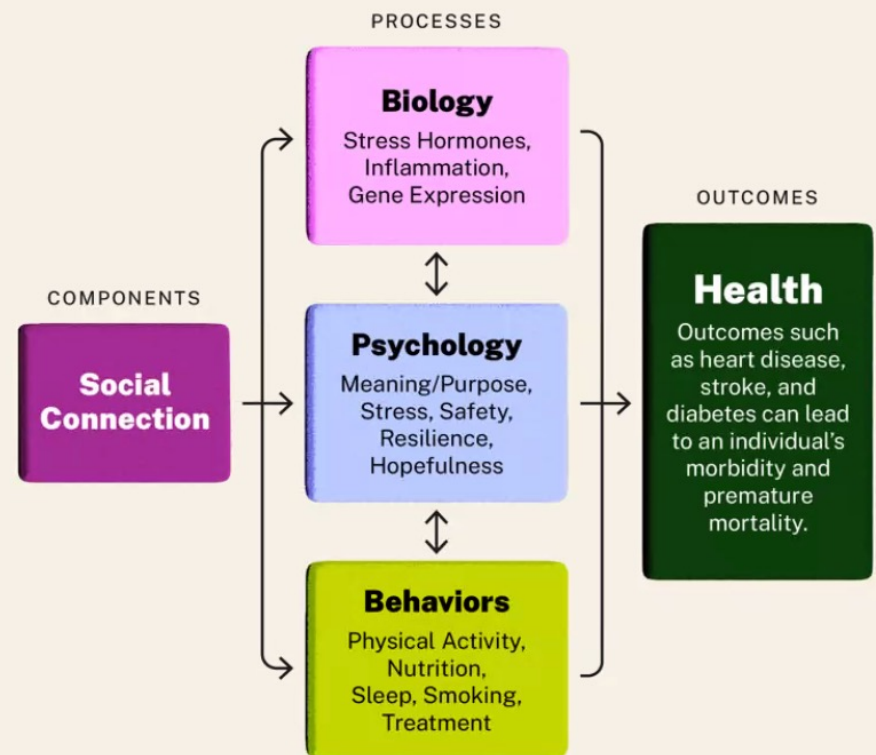 PROCESSES
Biology
Stress Hormones,
Inflammation,
Gene Expression
COMPONENTS
Social
Connection
Psychology
Meaning/Purpose,
Stress, Safety,
Resilience,
Hopefulness
Behaviors
Physical Activity,
Nutrition,
Sleep, Smoking,
Treatment
OUTCOMES
Health
Outcomes such
as heart disease,
stroke, and
diabetes can lead
to an individual’s
morbidity and
premature
mortality.